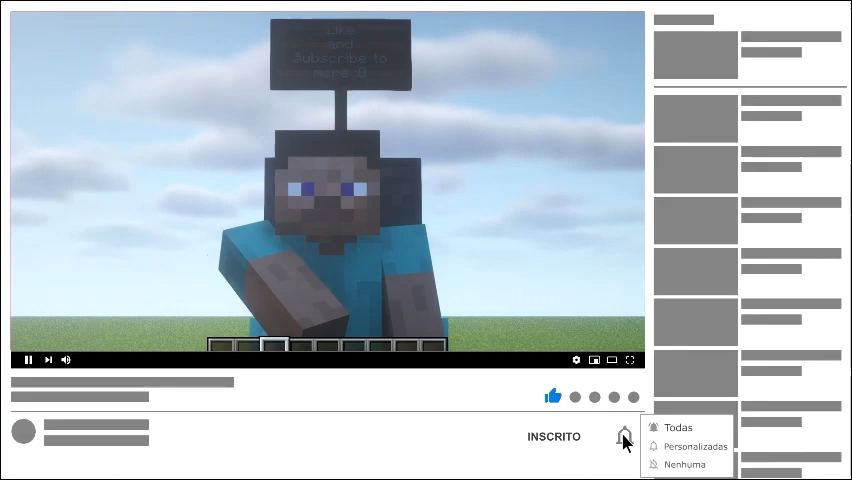 Like
and
Subscribe to
more :D
INSCRITO
Todas
Personalizadas
Nenhuma